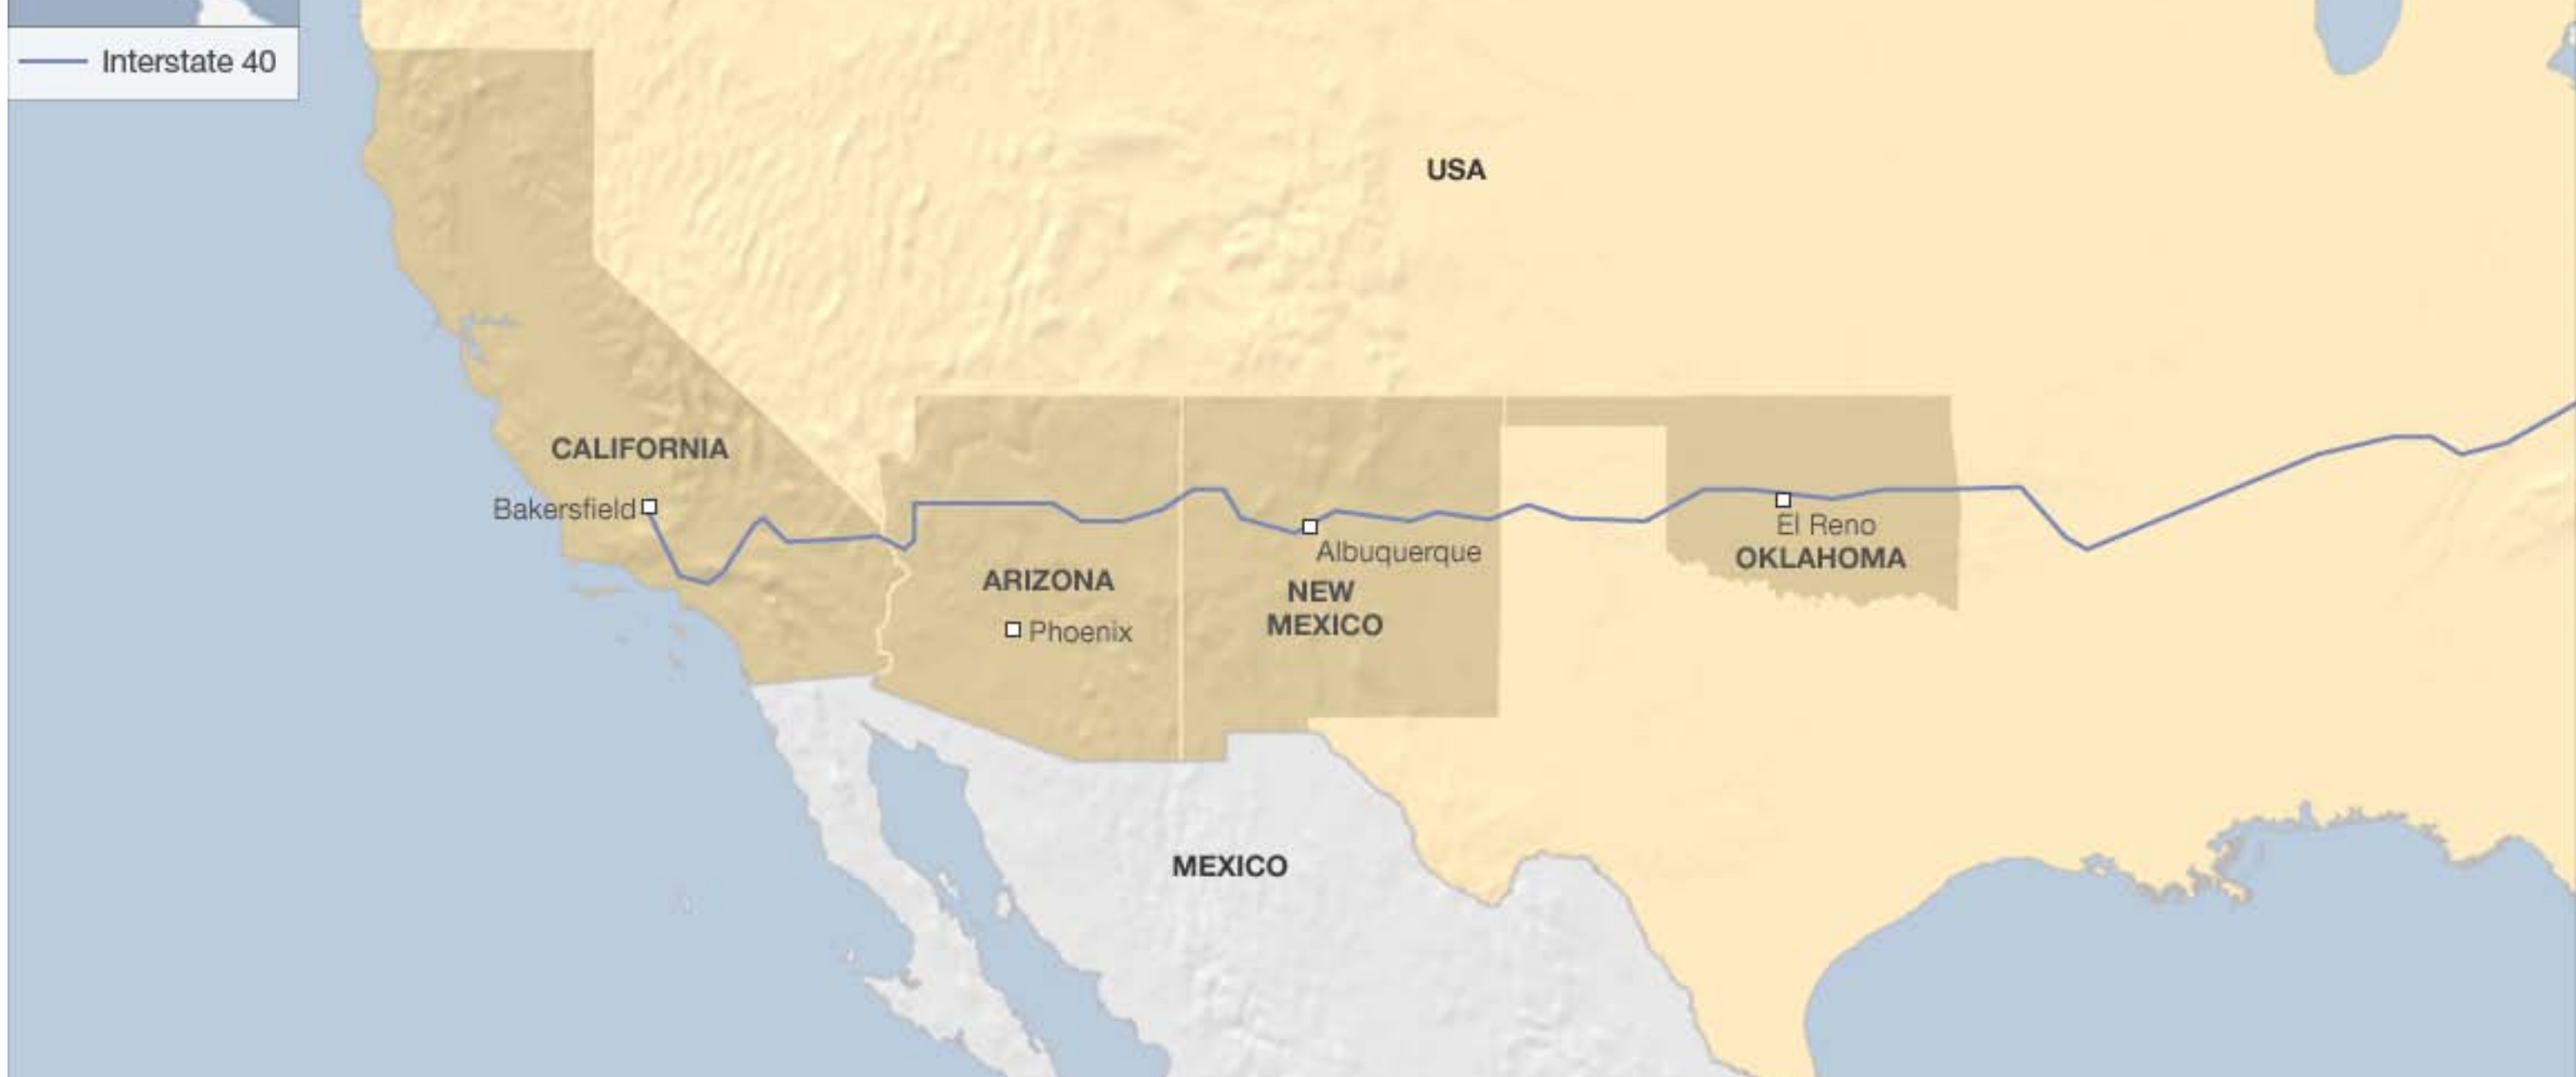 Interstate 40
USA
CALIFORNIA
Bakersfield
El Reno
OKLAHOMA
Albuquerque
ARIZONA
NEW
MEXICO
Phoenix
MEXICO